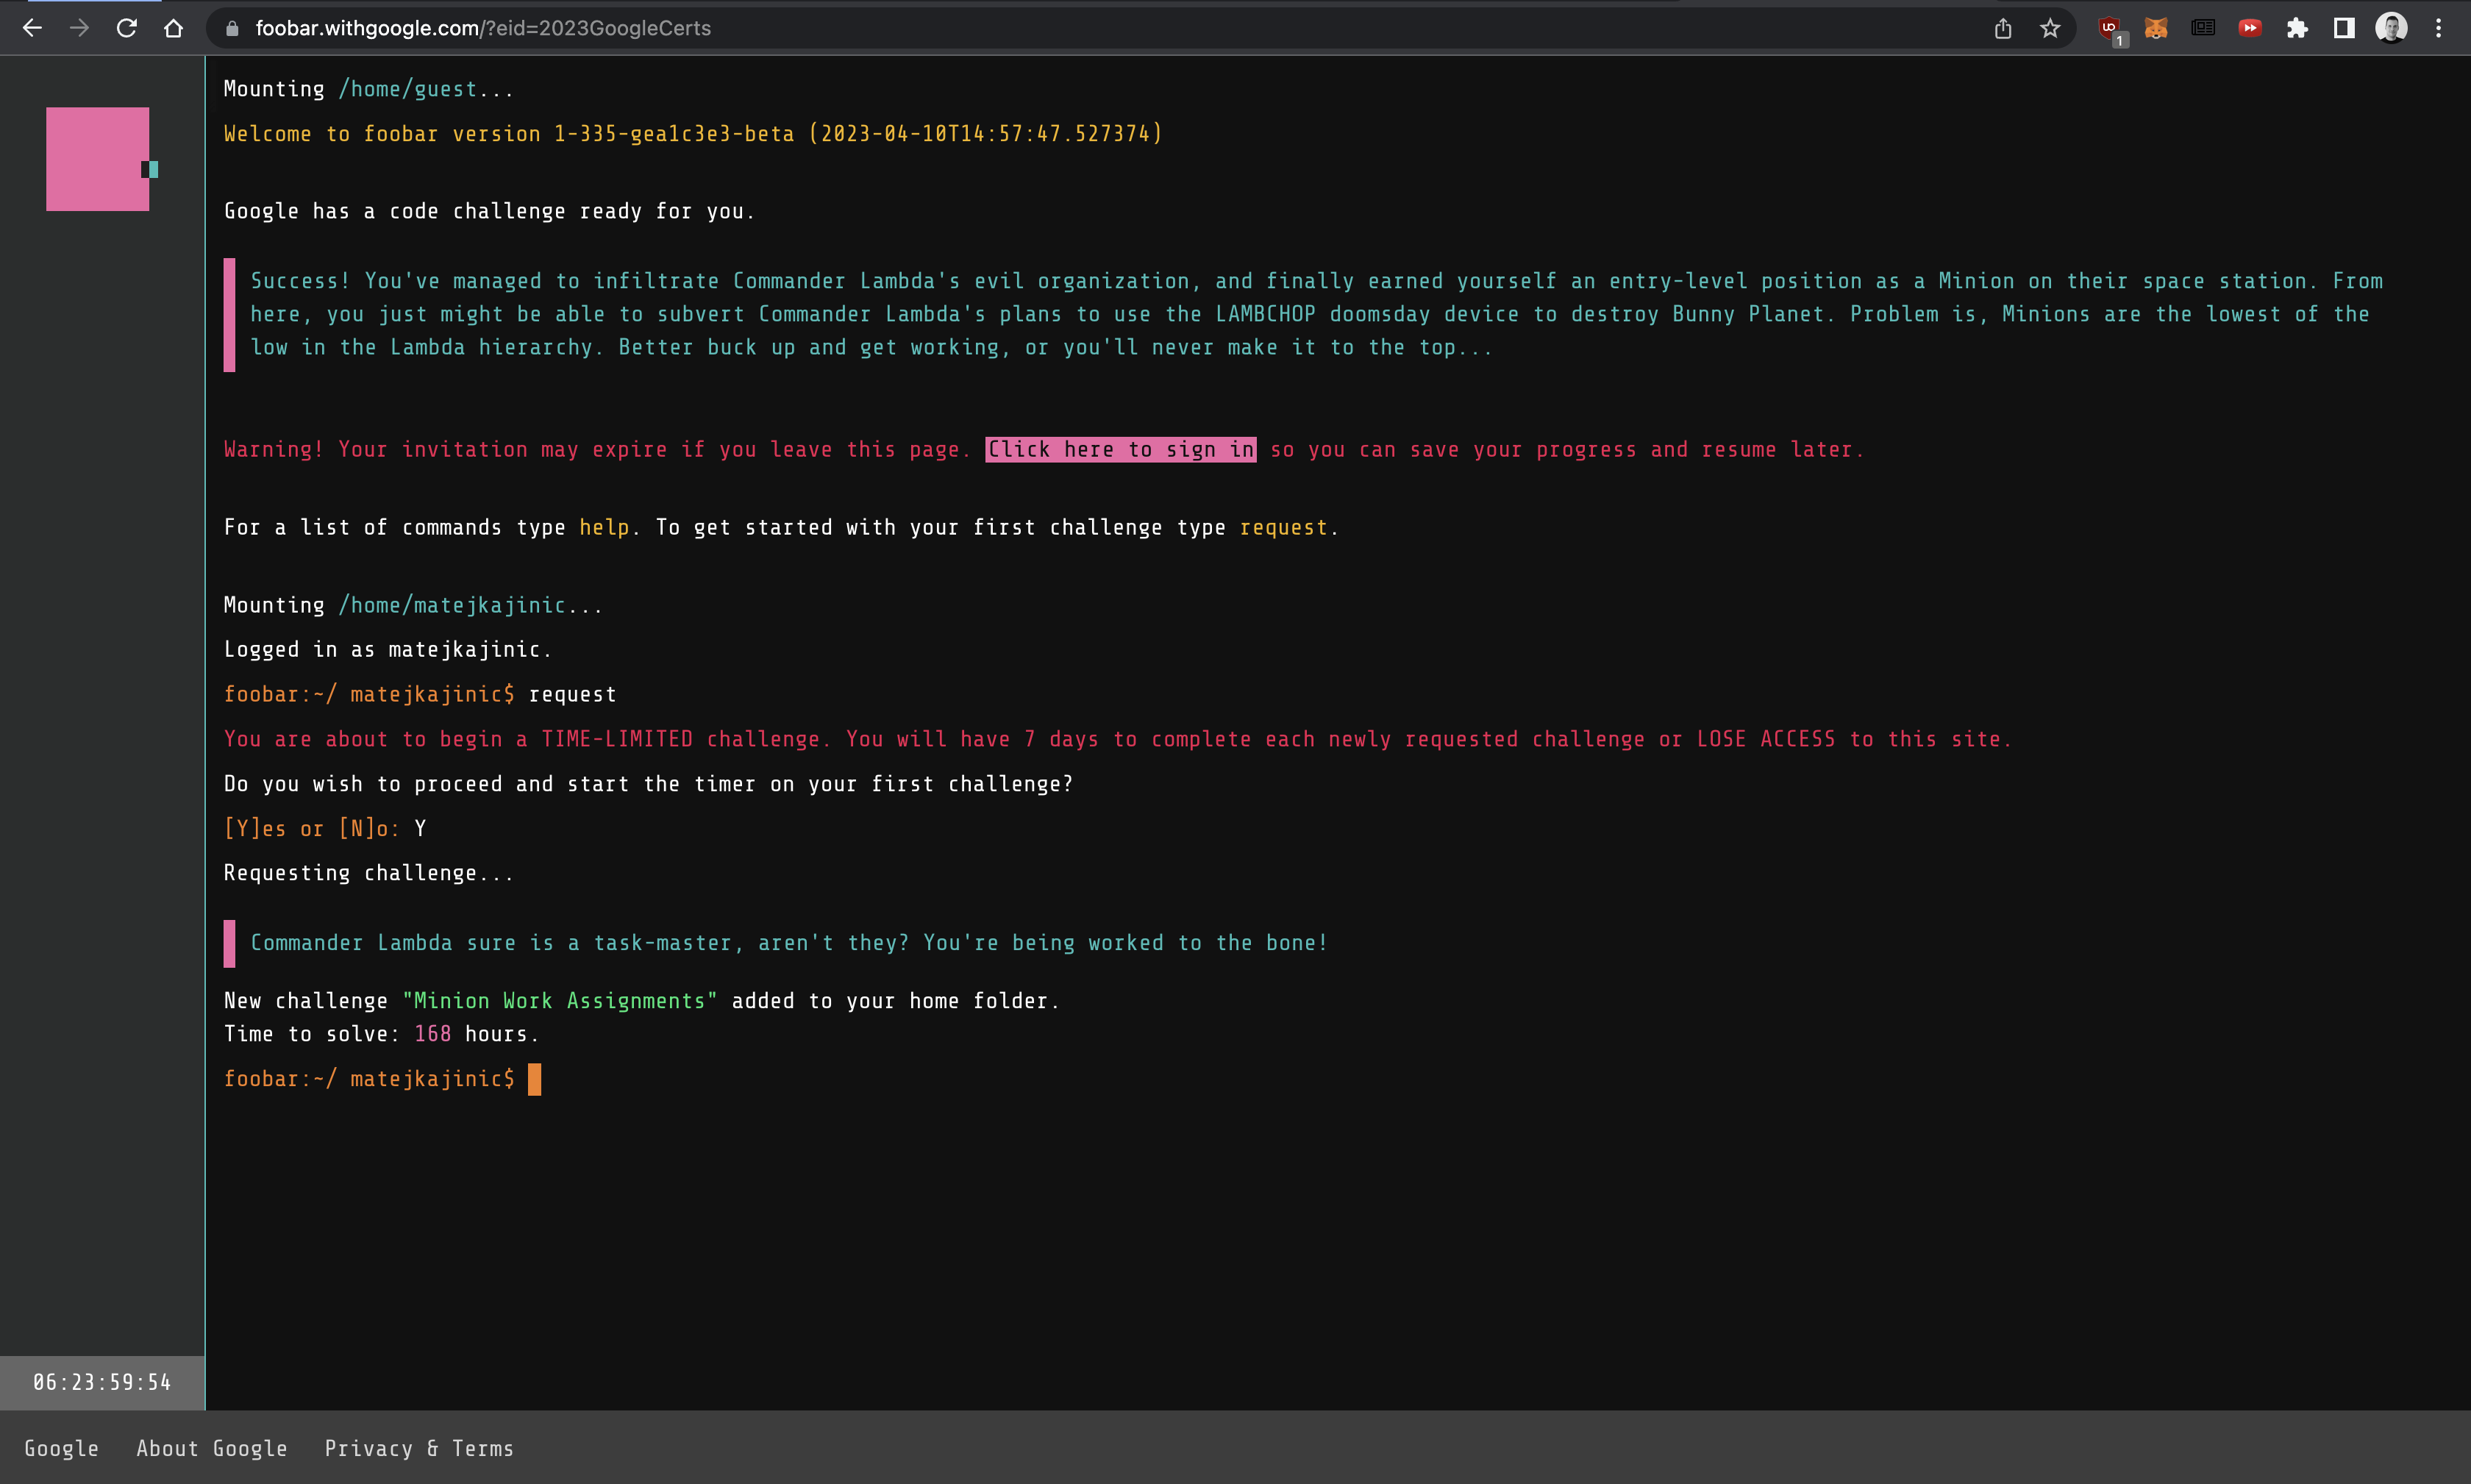 foobar.withgoogle.com/?eid=2023GoogleCerts
1
Mounting /home/guest...
Welcome to foobar version 1-335-gea1c3e3-beta (2023-04-10T14:57:47.527374)
Google has a code challenge ready for you.
Success! You've managed to infiltrate Commander Lambda's evil organization, and finally earned yourself an entry-level position as a Minion on their space station. From
here, you just might be able to subvert Commander Lambda's plans to use the LAMBCHOP doomsday device to destroy Bunny Planet. Problem is, Minions are the lowest of the
low in the Lambda hierarchy. Better buck up and get working, or you'll never make it to the top...
Warning! Your invitation may expire if you leave this page. Click here to sign in so you can save your progress and resume later.
For a list of commands type help. To get started with your first challenge type request.
Mounting /home/matejkajinic...
Logged in as matejkajinic.
foobar:~/ matejkajinic$ request
You are about to begin a TIME-LIMITED challenge. You will have 7 days to complete each newly requested challenge or LOSE ACCESS to this site.
Do you wish to proceed and start the timer on your first challenge?
[Y]es or [N]o: Y
Requesting challenge...
Commander Lambda sure is a task-master, aren't they? You're being worked to the bone!
New challenge "Minion Work Assignments" added to your home folder.
Time to solve: 168 hours.
foobar:~/ matejkajinic$
06:23:59:54
Google About Google Privacy & Terms